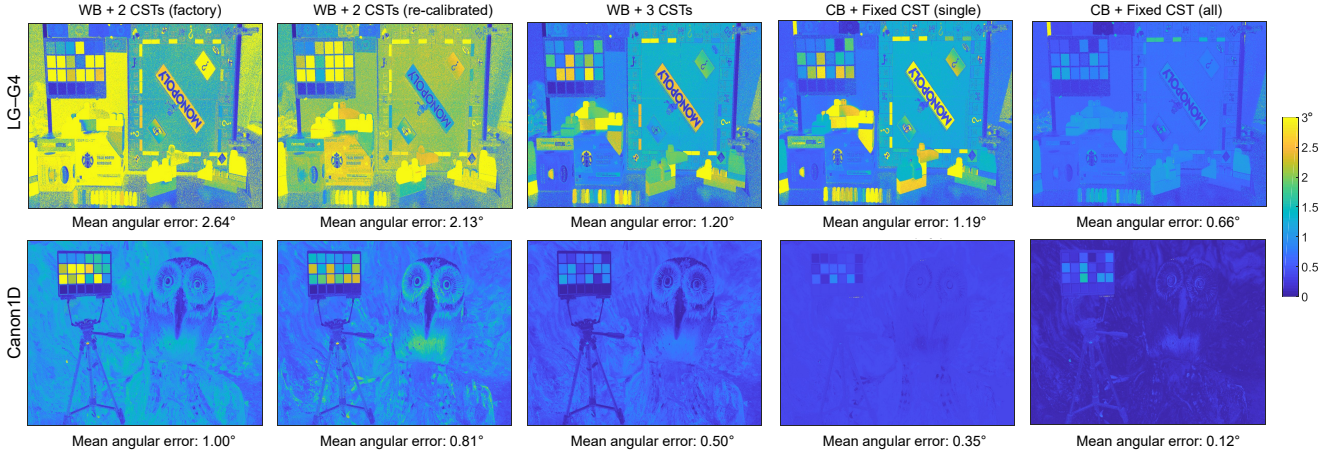 WB + 2 CSTs (factory)
WB + 2 CSTs (re-calibrated)
WB + 3 CSTs
CB + Fixed CST (single)
CB + Fixed CST (all)
LG–G4
MONOPOLY
MONOPOLY
MONOPOLY
MONOPOLY
MONOPOLY
Mean angular error: 2.64°
Mean angular error: 2.13°
Mean angular error: 1.20°
Mean angular error: 1.19°
Mean angular error: 0.66°
3°
2.5
2
1.5
1
0.5
0
Canon1D
Mean angular error: 1.00°
Mean angular error: 0.81°
Mean angular error: 0.50°
Mean angular error: 0.35°
Mean angular error: 0.12°